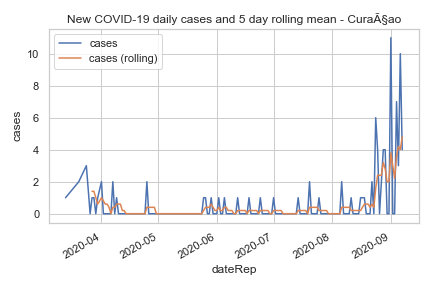 New COVID-19 daily cases and 5 day rolling mean - CuraÃ§ao
cases
cases (rolling)
10
8
6
4
2
0
cases
2020-04
2020-05
2020-06
2020-07
2020-08
2020-09
dateRep